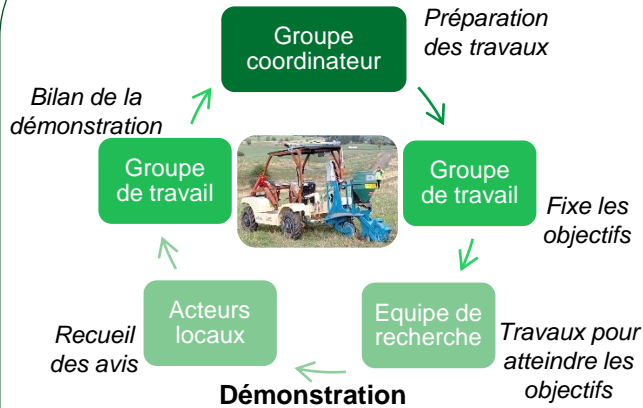 Groupe
coordinateur
Préparation
des travaux
Bilan de la
démonstration
Groupe
de travail
Groupe
de travail
Fixe les
objectifs
Acteurs
locaux
Equipe de
recherche
Recueil
des avis
Travaux pour
atteindre les
objectifs
Démonstration